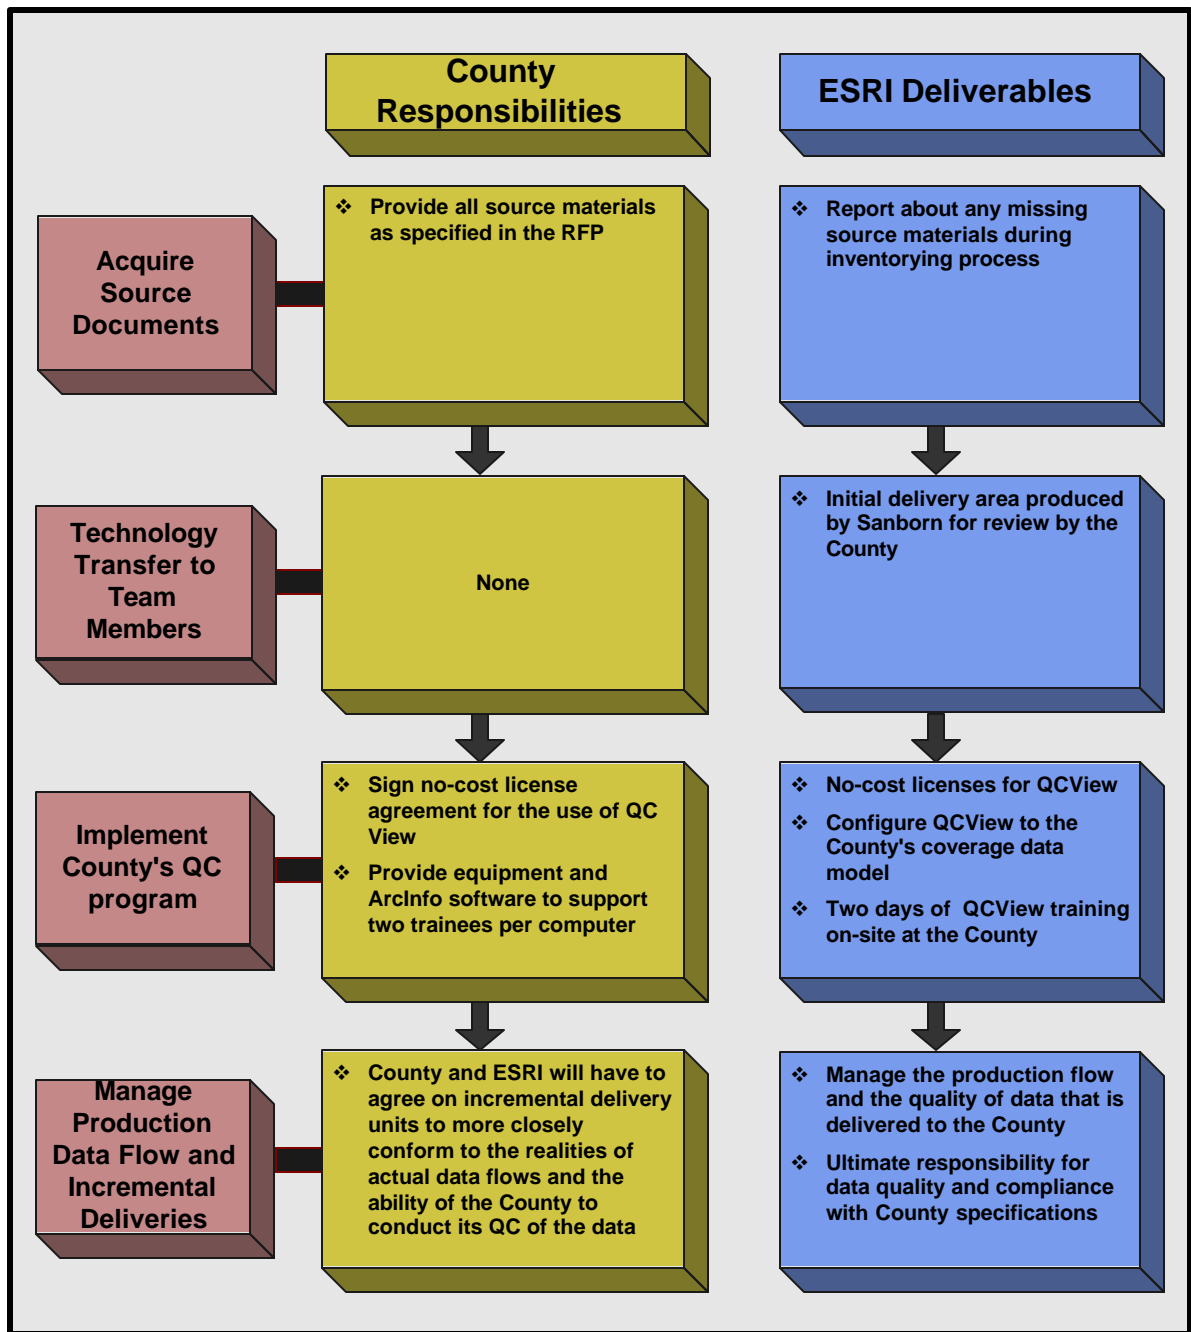 County
Responsibilities
ESRI Deliverables
Acquire
Source
Documents
❖ Provide all source materials
as specified in the RFP
❖ Report about any missing
source materials during
inventorying process
Technology
Transfer to
Team
Members
None
❖ Initial delivery area produced
by Sanborn for review by the
County
Implement
County's QC
program
❖ Sign no-cost license
agreement for the use of QC
View
❖ Provide equipment and
ArcInfo software to support
two trainees per computer
❖ No-cost licenses for QCView
❖ Configure QCView to the
County's coverage data
model
❖ Two days of QCView training
on-site at the County
Manage
Production
Data Flow and
Incremental
Deliveries
❖ County and ESRI will have to
agree on incremental delivery
units to more closely
conform to the realities of
actual data flows and the
ability of the County to
conduct its QC of the data
❖ Manage the production flow
and the quality of data that is
delivered to the County
❖ Ultimate responsibility for
data quality and compliance
with County specifications